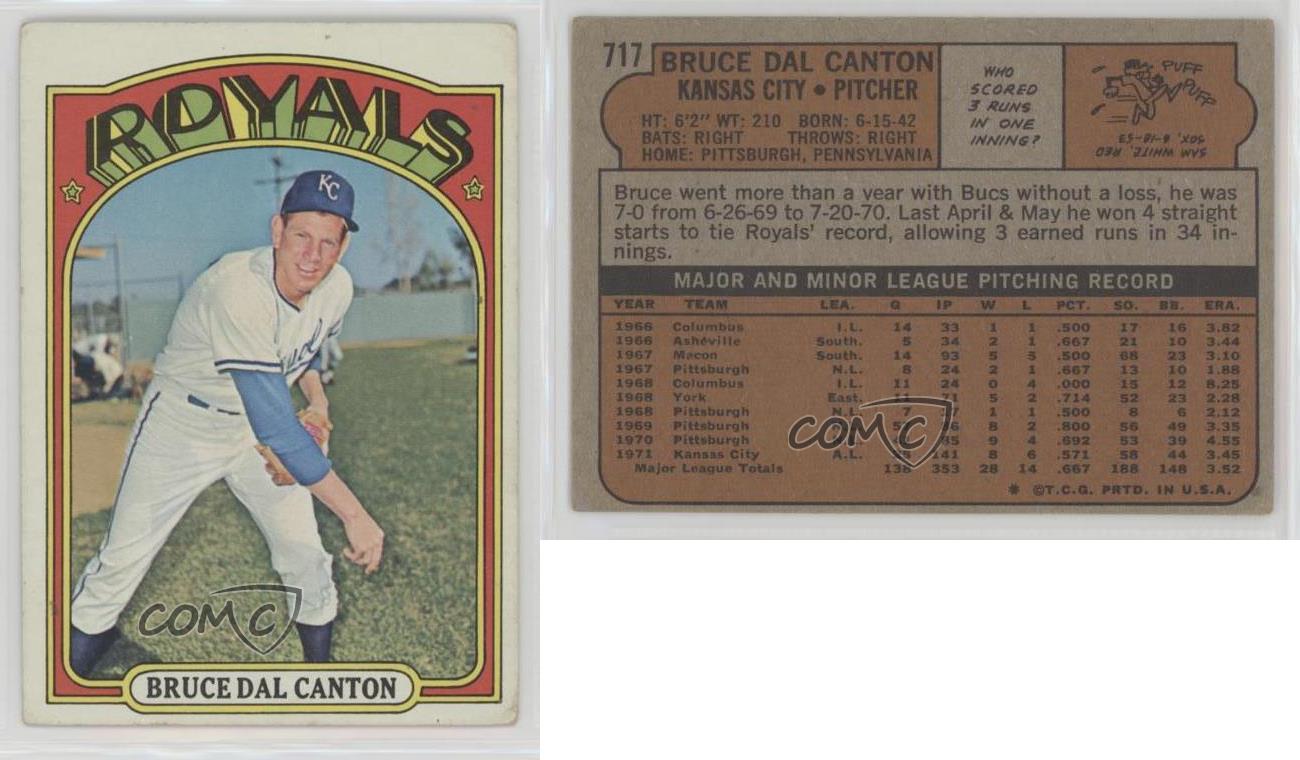 ROYALS
KC
BRUCE DAL CANTON
COMC
717
BRUCE DAL CANTON
KANSAS CITY • PITCHER
HT: 6'2" WT: 210 BORN: 6-15-42
BATS: RIGHT THROWS: RIGHT
HOME: PITTSBURGH, PENNSYLVANIA
WHO
SCORED
3 RUNS
IN ONE
INNING?
PUFF
PUFF
SAM WHITE, RED
SOX, 6-18-53
Bruce went more than a year with Bucs without a loss, he was
7-0 from 6-26-69 to 7-20-70. Last April & May he won 4 straight
starts to tie Royals' record, allowing 3 earned runs in 34 in-
nings.
MAJOR AND MINOR LEAGUE PITCHING RECORD
YEAR TEAM LEA. G IP W L PCT. SO. BB. ERA.
1966 Columbus I.L. 14 33 1 1 .500 17 16 3.82
1966 Asheville South. 5 34 2 1 .667 21 10 3.44
1967 Macon South. 14 93 5 5 .500 68 23 3.10
1967 Pittsburgh N.L. 8 24 2 1 .667 13 10 1.88
1968 Columbus I.L. 11 24 0 4 .000 15 12 8.25
1968 York East. 11 71 5 2 .714 52 23 2.28
1968 Pittsburgh N.L. 7 1 1 .500 8 6 2.12
1969 Pittsburgh 8 2 .800 56 49 3.35
1970 Pittsburgh 85 9 4 .692 53 39 4.55
1971 Kansas City A.L. 141 8 6 .571 58 44 3.45
Major League Totals 138 353 28 14 .667 188 148 3.52
* ©T.C.G. PRTD. IN U.S.A.
COMC